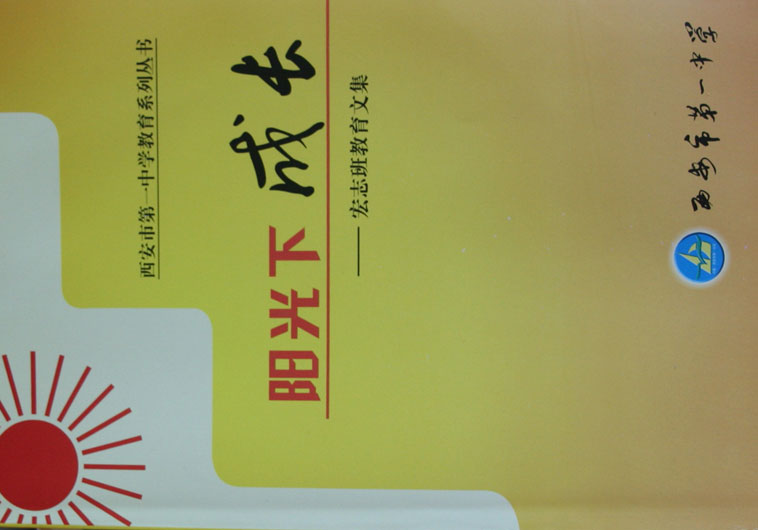 西安市第一中学教育系列丛书
阳光下成长
——宏志班教育文集
西安市第一中学